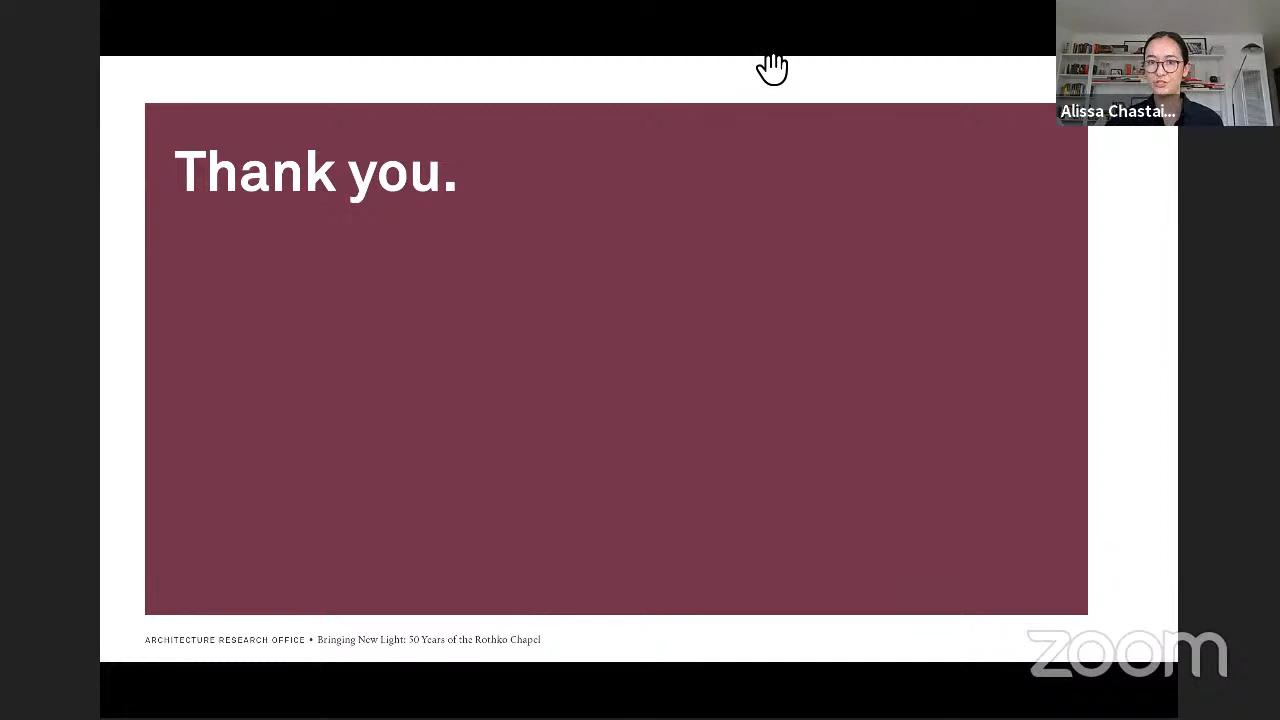 Alissa Chastai...
Thank you.
ARCHITECTURE RESEARCH OFFICE • Bringing New Light: 50 Years of the Rothko Chapel
zoom